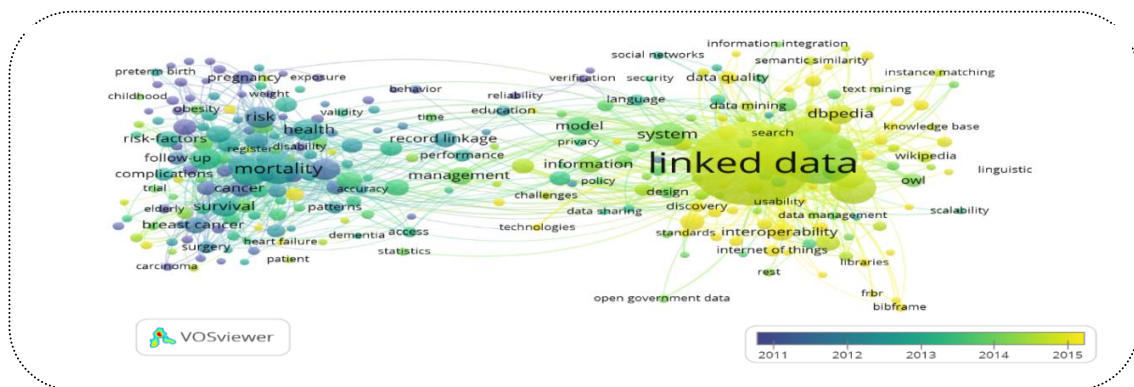 information integration
social networks
semantic similarity
preterm birth
pregnancy
exposure
verification
security
data quality
instance matching
childhood
weight
behavior
reliability
language
text mining
obesity
validity
time
education
data mining
dbpedia
risk
health
model
system
search
knowledge base
risk-factors
register
disability
record linkage
privacy
follow-up
performance
information
linked data
wikipedia
complications
mortality
management
policy
owl
linguistic
trial
cancer
accuracy
challenges
design
usability
elderly
survival
patterns
data sharing
discovery
data management
scalability
breast cancer
dementia
access
technologies
standards
interoperability
surgery
heart failure
statistics
internet of things
carcinoma
patient
rest
libraries
open government data
frbr
bibframe
VOSviewer
2011 2012 2013 2014 2015